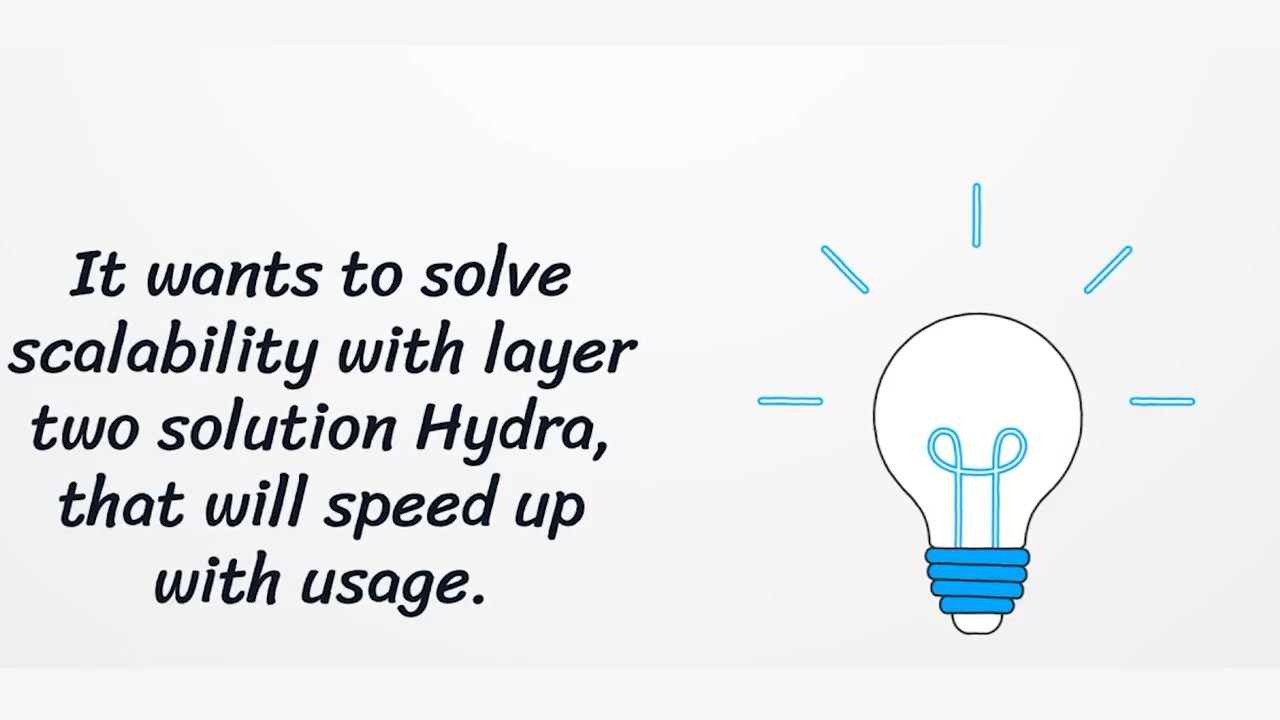 It wants to solve
scalability with layer
two solution Hydra,
that will speed up
with usage.